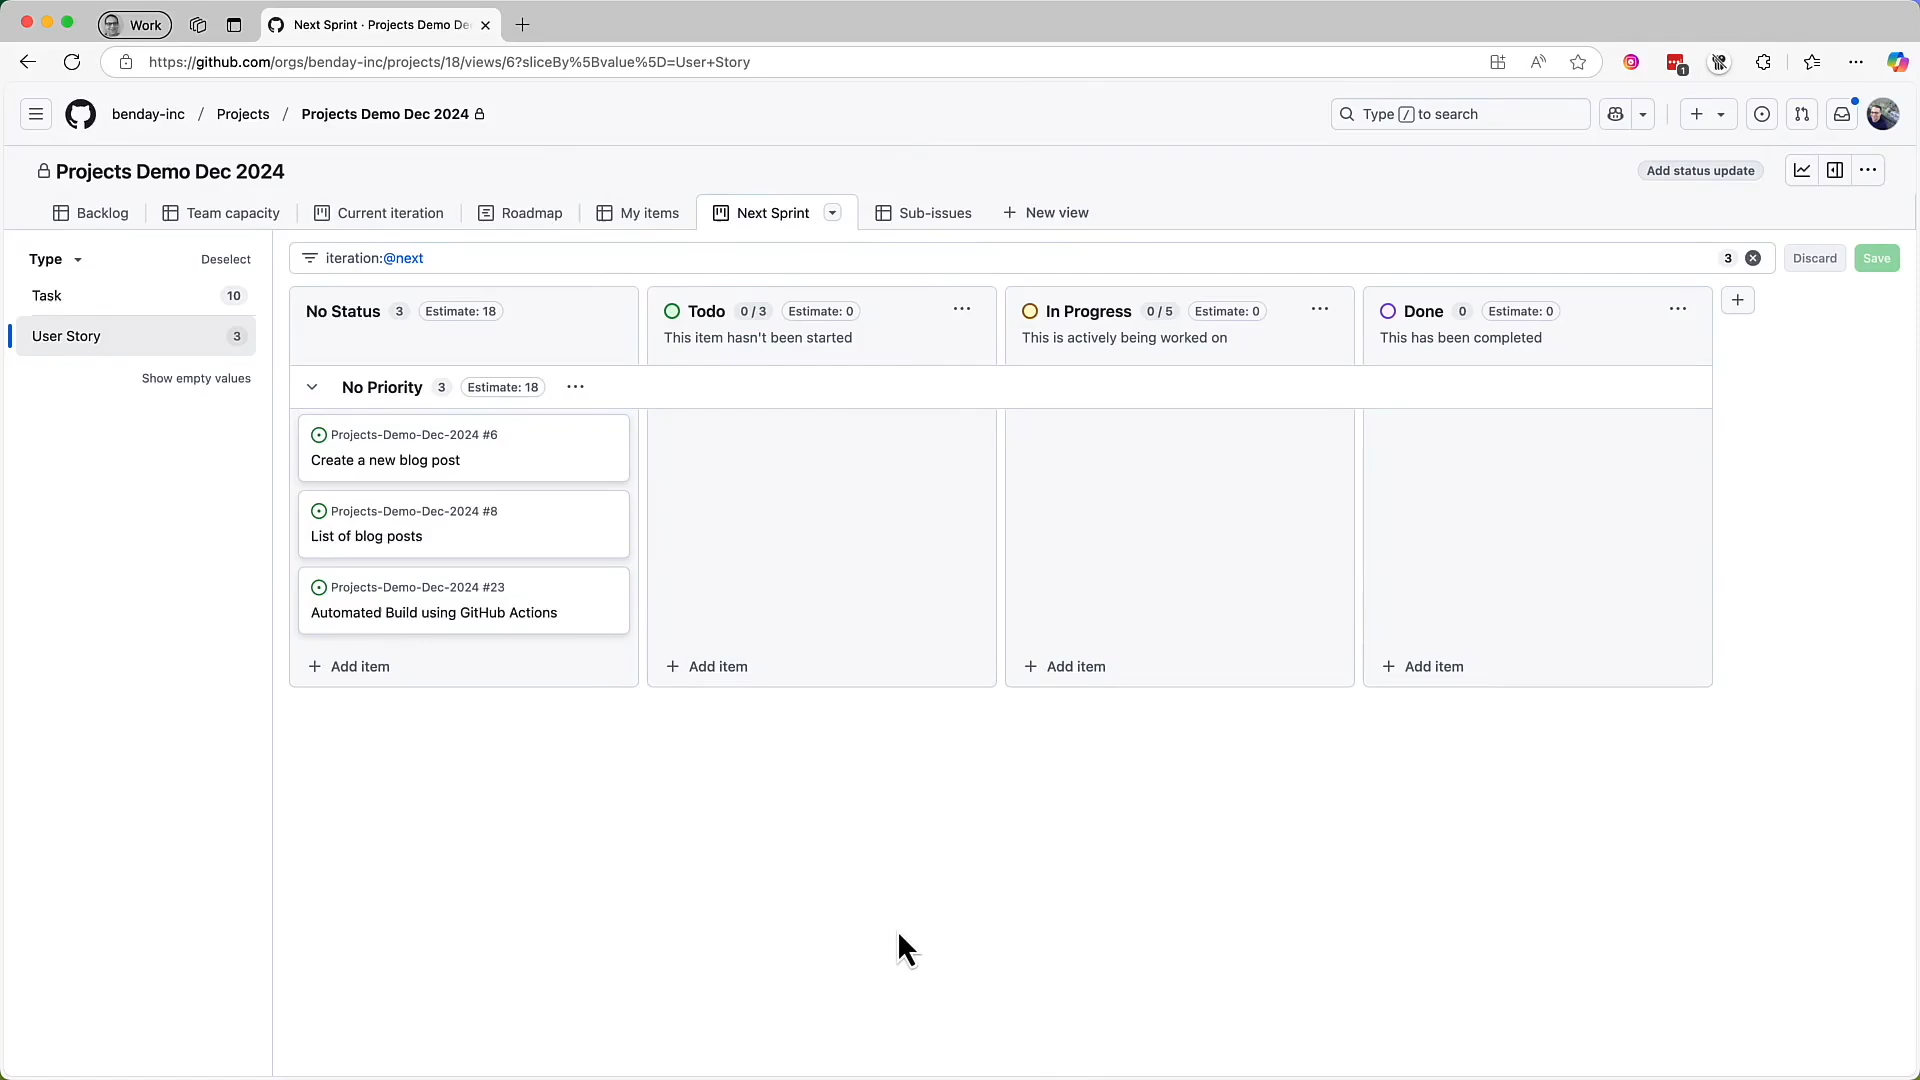 Work
Next Sprint · Projects Demo De
https://github.com/orgs/benday-inc/projects/18/views/6?sliceBy%5Bvalue%5D=User+Story
1
benday-inc / Projects / Projects Demo Dec 2024
Type / to search
Projects Demo Dec 2024
Add status update
Backlog
Team capacity
Current iteration
Roadmap
My items
Next Sprint
Sub-issues
New view
Type
Deselect
Task 10
User Story 3
Show empty values
iteration:@next
3
Discard
Save
No Status 3 Estimate: 18
Todo 0 / 3 Estimate: 0
This item hasn't been started
In Progress 0 / 5 Estimate: 0
This is actively being worked on
Done 0 Estimate: 0
This has been completed
No Priority 3 Estimate: 18
Projects-Demo-Dec-2024 #6
Create a new blog post
Projects-Demo-Dec-2024 #8
List of blog posts
Projects-Demo-Dec-2024 #23
Automated Build using GitHub Actions
Add item
Add item
Add item
Add item